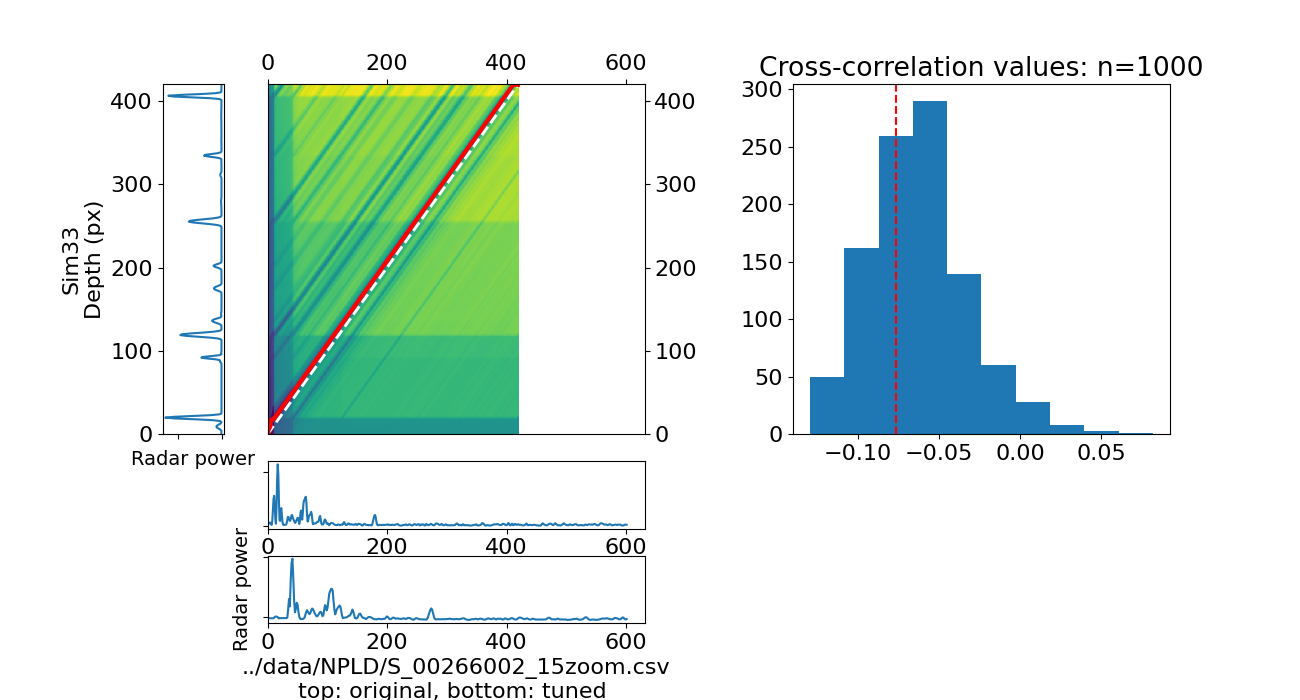 0 200 400 600
Cross-correlation values: n=1000
400
300
200
100
0
Sim33
Depth (px)
Radar power
400
300
200
100
0
300
250
200
150
100
50
0
−0.10 −0.05 0.00 0.05
0 200 400 600
Radar power
0 200 400 600
../data/NPLD/S_00266002_15zoom.csv
top: original, bottom: tuned